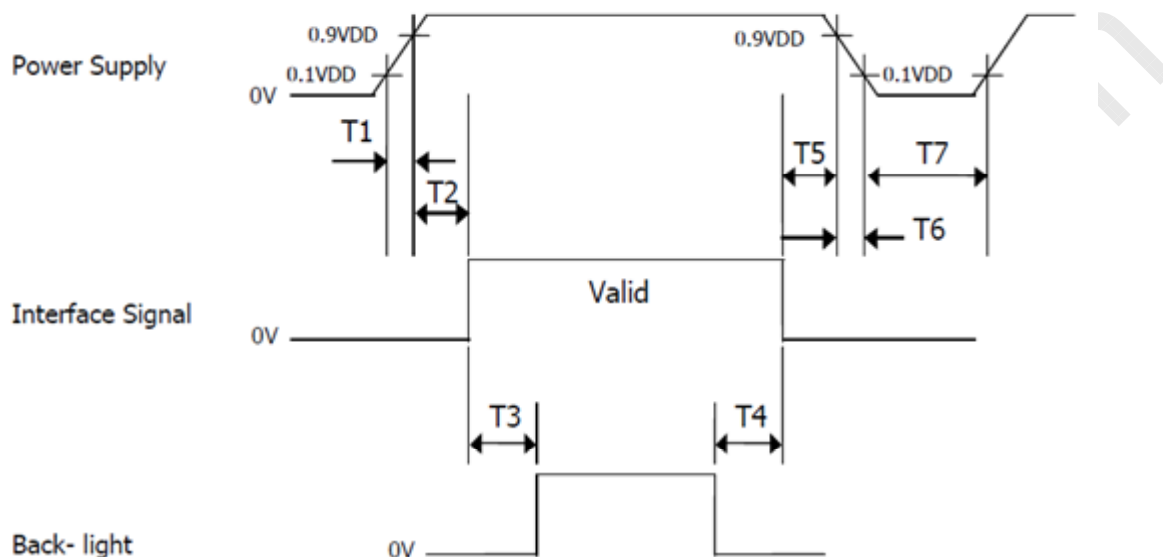 0.9VDD
0.9VDD
Power Supply
0.1VDD
0.1VDD
0V
T1
T5
T7
T2
T6
Valid
Interface Signal
0V
T3
T4
Back- light
0V